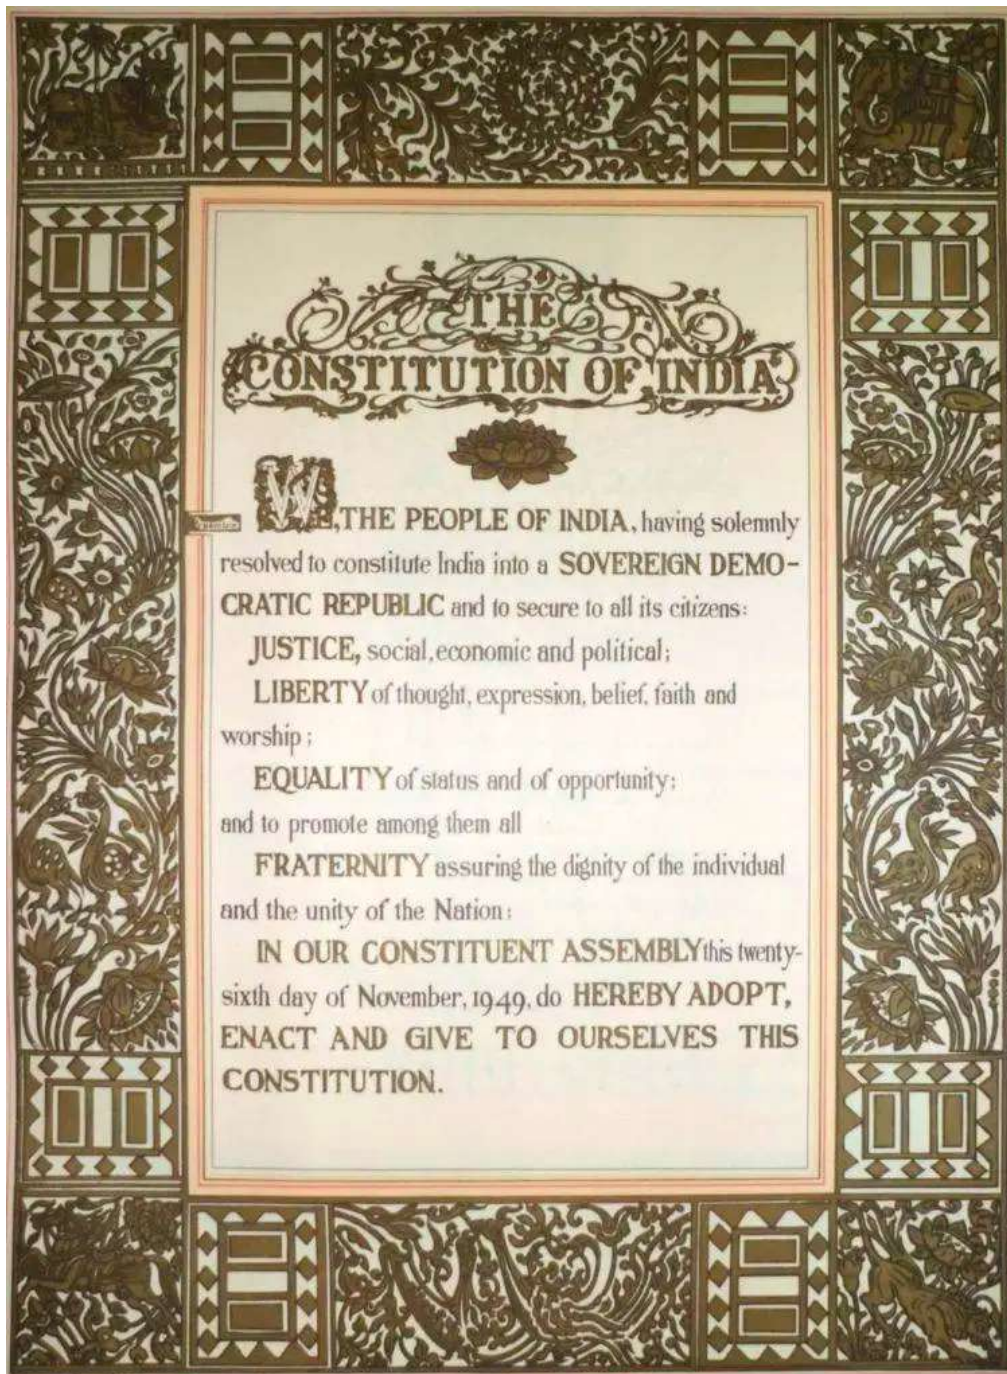 THE
CONSTITUTION OF INDIA
WE, THE PEOPLE OF INDIA, having solemnly
resolved to constitute India into a SOVEREIGN DEMO-
CRATIC REPUBLIC and to secure to all its citizens:
JUSTICE, social, economic and political;
LIBERTY of thought, expression, belief, faith and
worship;
EQUALITY of status and of opportunity;
and to promote among them all
FRATERNITY assuring the dignity of the individual
and the unity of the Nation;
IN OUR CONSTITUENT ASSEMBLY this twenty-
sixth day of November, 1949, do HEREBY ADOPT,
ENACT AND GIVE TO OURSELVES THIS
CONSTITUTION.